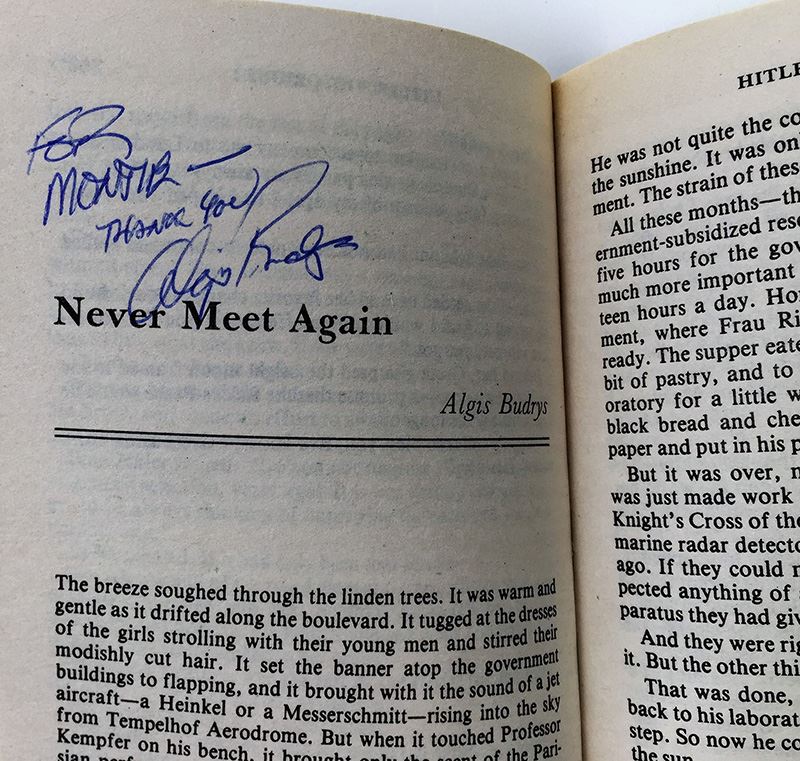 FOR
MONTIE —
THANK YOU
Algis Budrys
Never Meet Again
Algis Budrys
The breeze soughed through the linden trees. It was warm and
gentle as it drifted along the boulevard. It tugged at the dresses
of the girls strolling with their young men and stirred their
modishly cut hair. It set the banner atop the government
buildings to flapping, and it brought with it the sound of a jet
aircraft—a Heinkel or a Messerschmitt—rising into the sky
from Tempelhof Aerodrome. But when it touched Professor
Kempfer on his bench, it brought only the scent of the Pari-
sian
HITLE
He was not quite the co
the sunshine. It was on
ment. The strain of thes
All these months—th
ernment-subsidized rese
five hours for the gov
much more important
teen hours a day. Ho
ment, where Frau Ri
ready. The supper eate
bit of pastry, and to
oratory for a little w
black bread and che
paper and put in his p
But it was over, n
was just made work
Knight's Cross of the
marine radar detecto
ago. If they could n
pected anything of
paratus they had giv
And they were rig
it. But the other thi
That was done,
back to his laborat
step. So now he co
the sun.